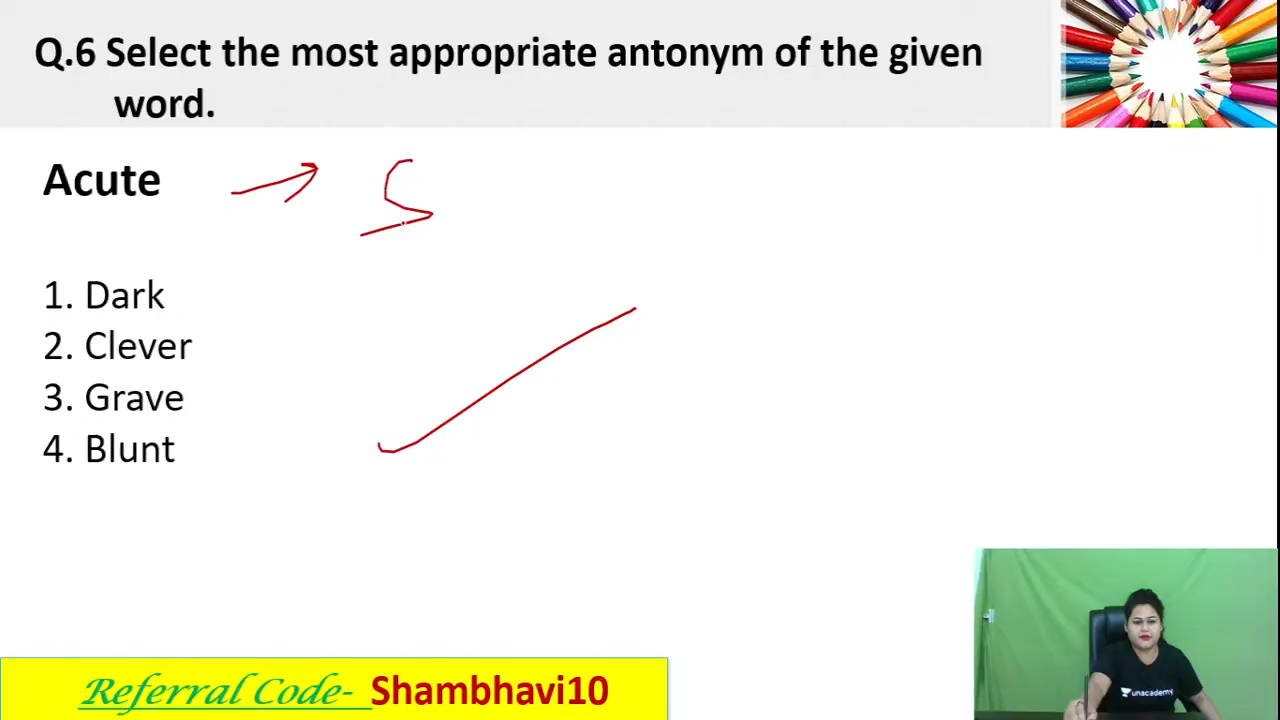 Q.6 Select the most appropriate antonym of the given
word.
Acute
S
1. Dark
2. Clever
3. Grave
4. Blunt
unacademy
Referral Code- Shambhavi10